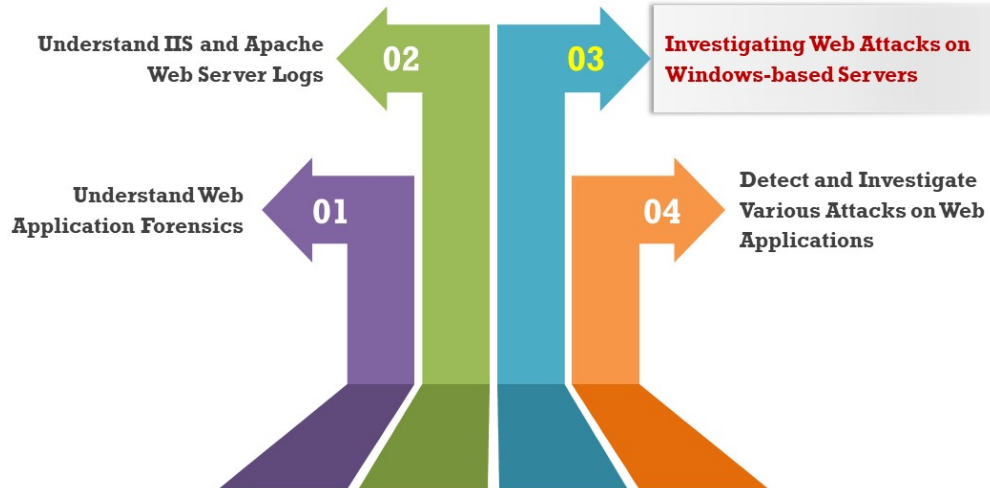 01
Understand Web
Application Forensics
02
Understand IIS and Apache
Web Server Logs
03
Investigating Web Attacks on
Windows-based Servers
04
Detect and Investigate
Various Attacks on Web
Applications